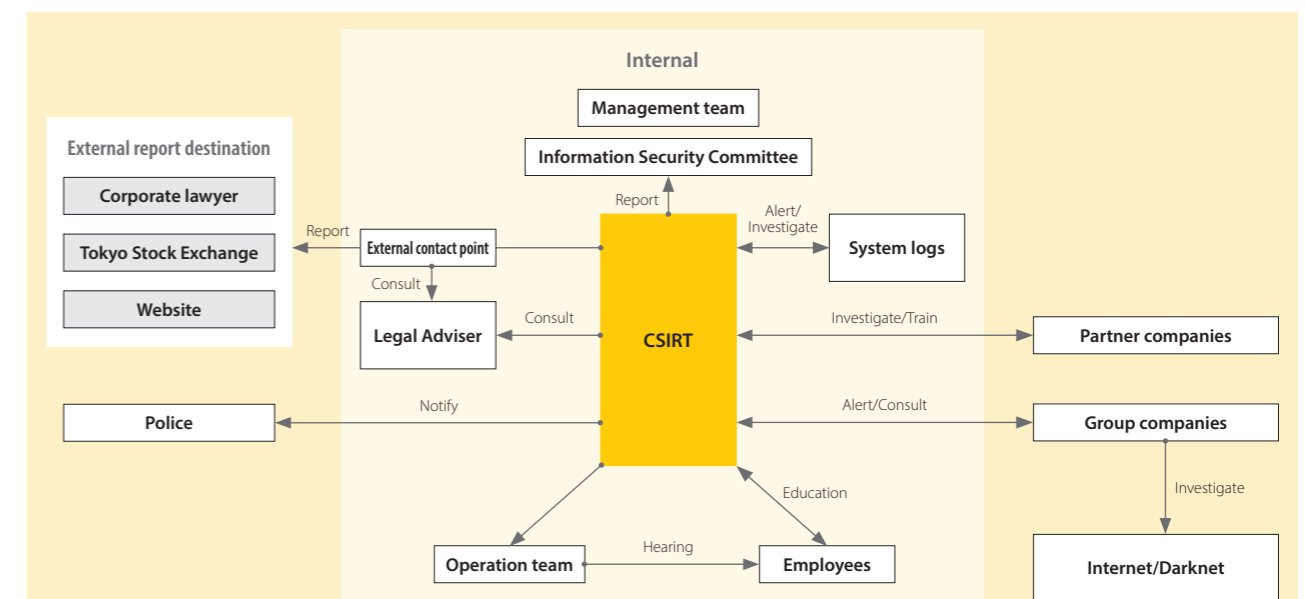 Internal
Management team
Information Security Committee
External report destination
Corporate lawyer
Tokyo Stock Exchange
Website
Report
Report
External contact point
Alert/
Investigate
System logs
Consult
Legal Adviser
Consult
CSIRT
Investigate/Train
Partner companies
Police
Notify
Alert/Consult
Group companies
Education
Investigate
Operation team
Hearing
Employees
Internet/Darknet